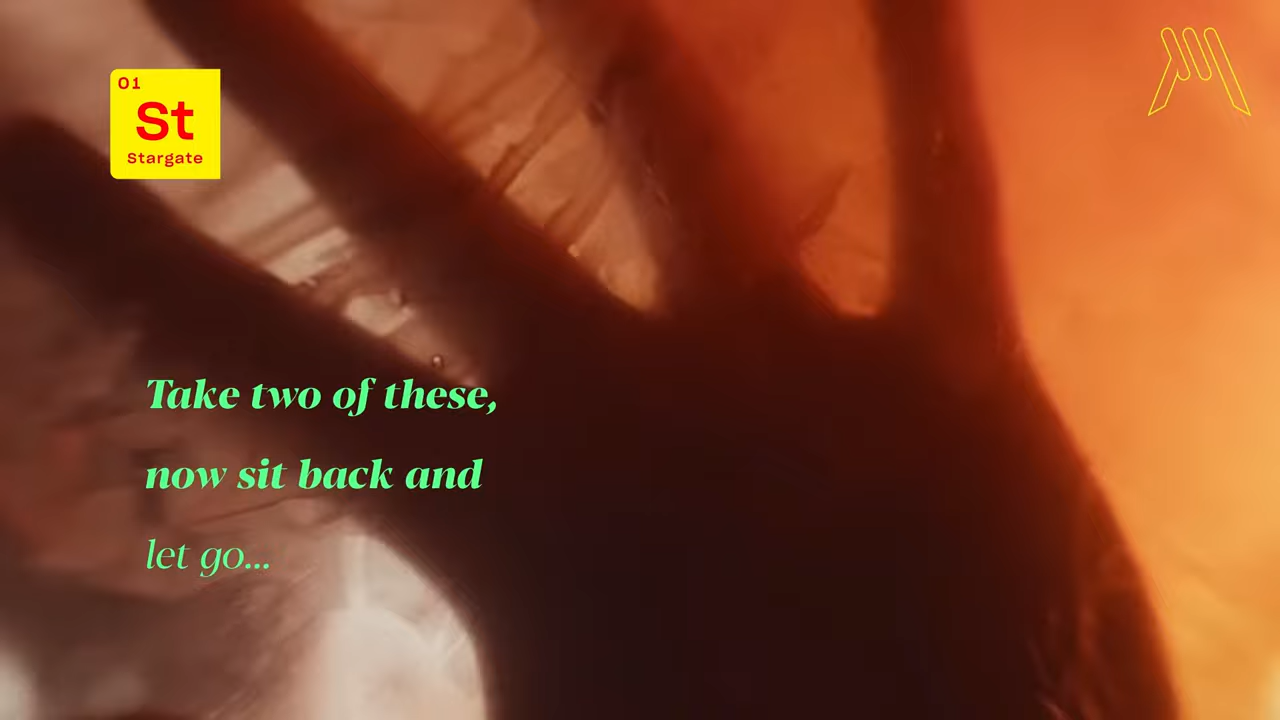 01
St
Stargate
Take two of these,
now sit back and
let go...